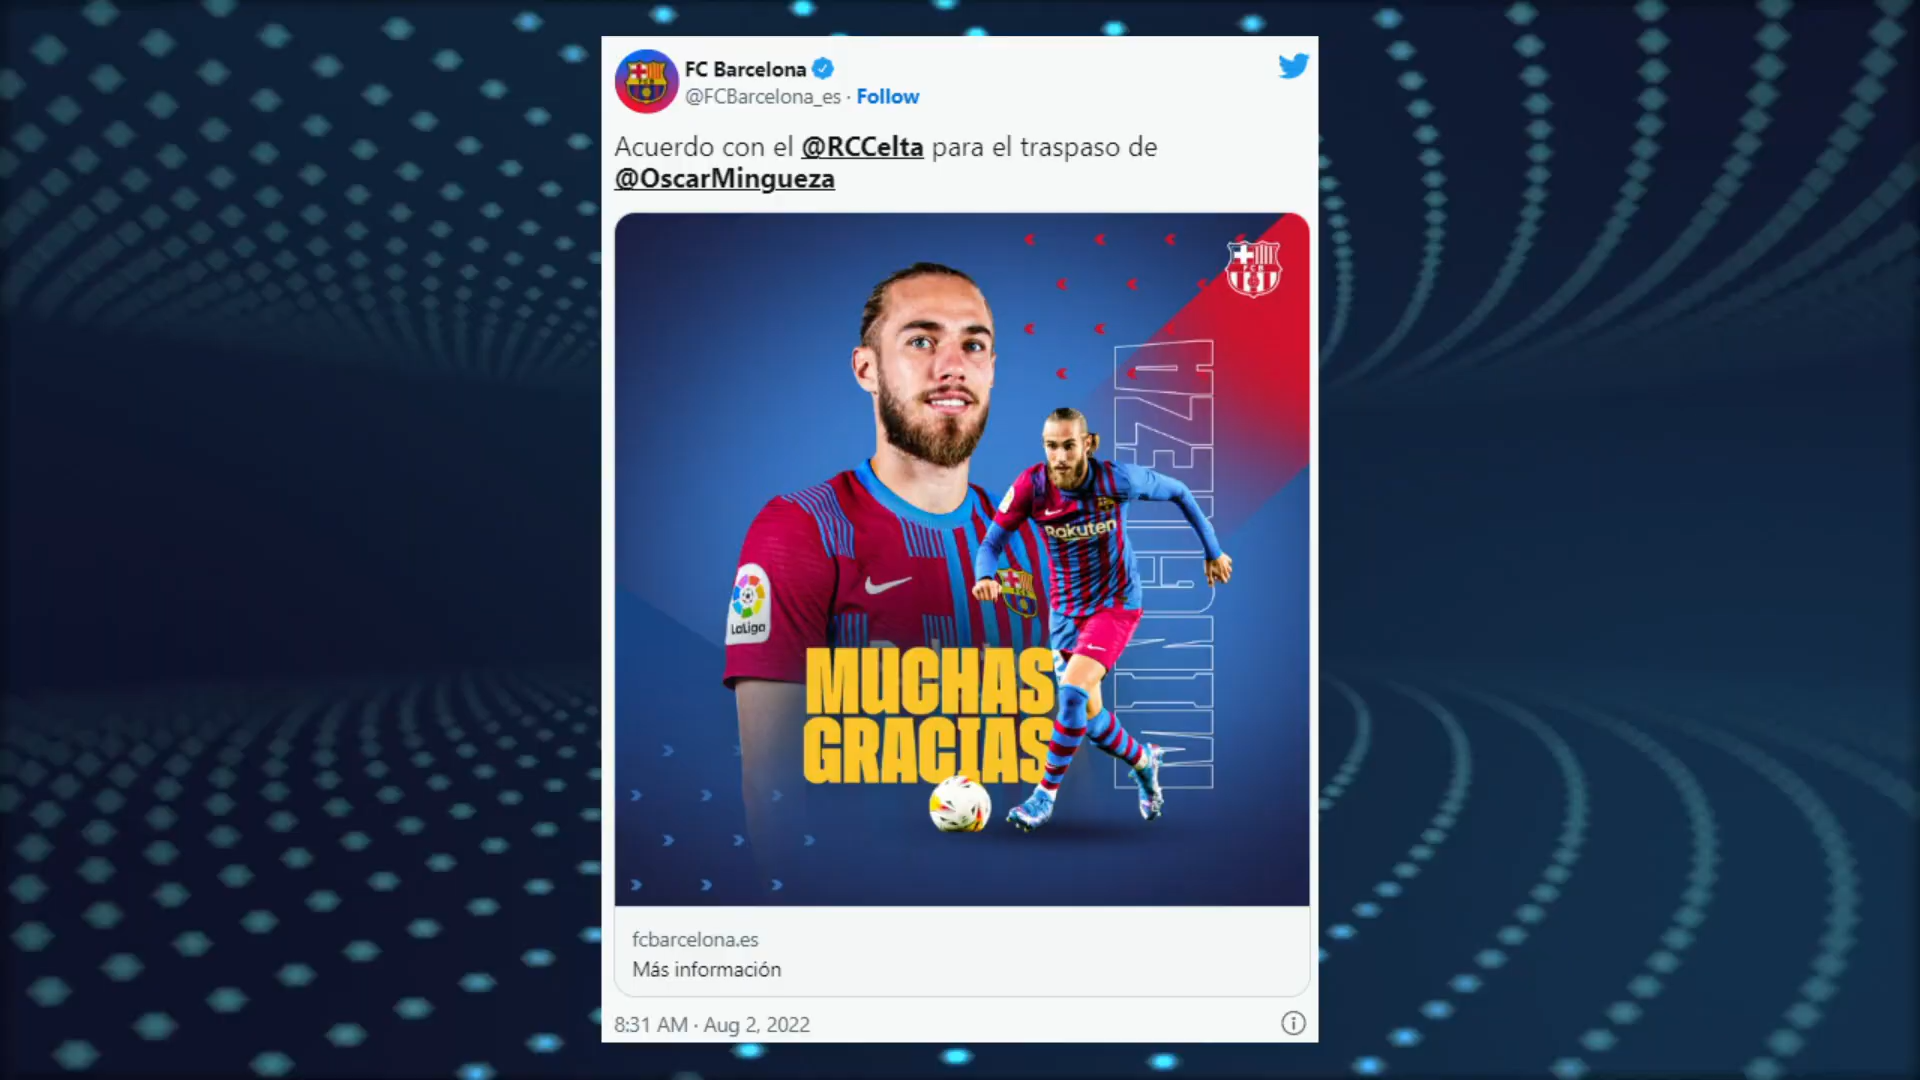 FC Barcelona
@FCBarcelona_es · Follow
Acuerdo con el @RCCelta para el traspaso de
@OscarMingueza
FCB
MINGUEZA
Rakuten
LaLiga
MUCHAS
GRACIAS
fcbarcelona.es
Más información
8:31 AM · Aug 2, 2022